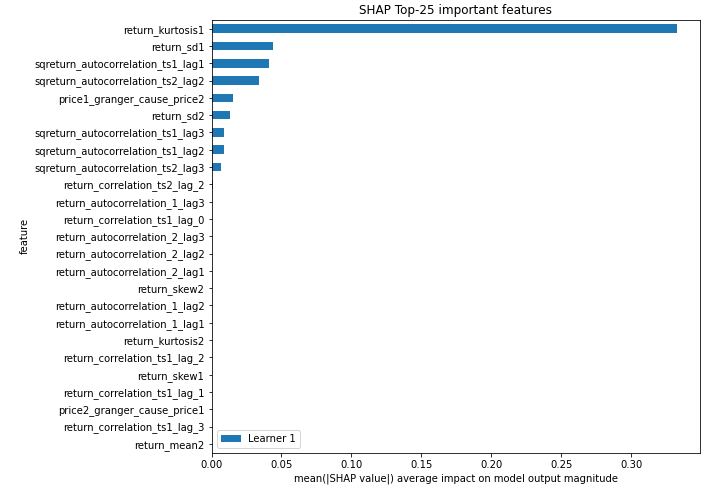 SHAP Top-25 important features
return_kurtosis1
return_sd1
sqreturn_autocorrelation_ts1_lag1
sqreturn_autocorrelation_ts2_lag2
price1_granger_cause_price2
return_sd2
sqreturn_autocorrelation_ts1_lag3
sqreturn_autocorrelation_ts1_lag2
sqreturn_autocorrelation_ts2_lag3
return_correlation_ts2_lag_2
return_autocorrelation_1_lag3
return_correlation_ts1_lag_0
return_autocorrelation_2_lag3
return_autocorrelation_2_lag2
return_autocorrelation_2_lag1
return_skew2
return_autocorrelation_1_lag2
return_autocorrelation_1_lag1
return_kurtosis2
return_correlation_ts1_lag_2
return_skew1
return_correlation_ts1_lag_1
price2_granger_cause_price1
return_correlation_ts1_lag_3
return_mean2
feature
Learner 1
0.00 0.05 0.10 0.15 0.20 0.25 0.30
mean(|SHAP value|) average impact on model output magnitude